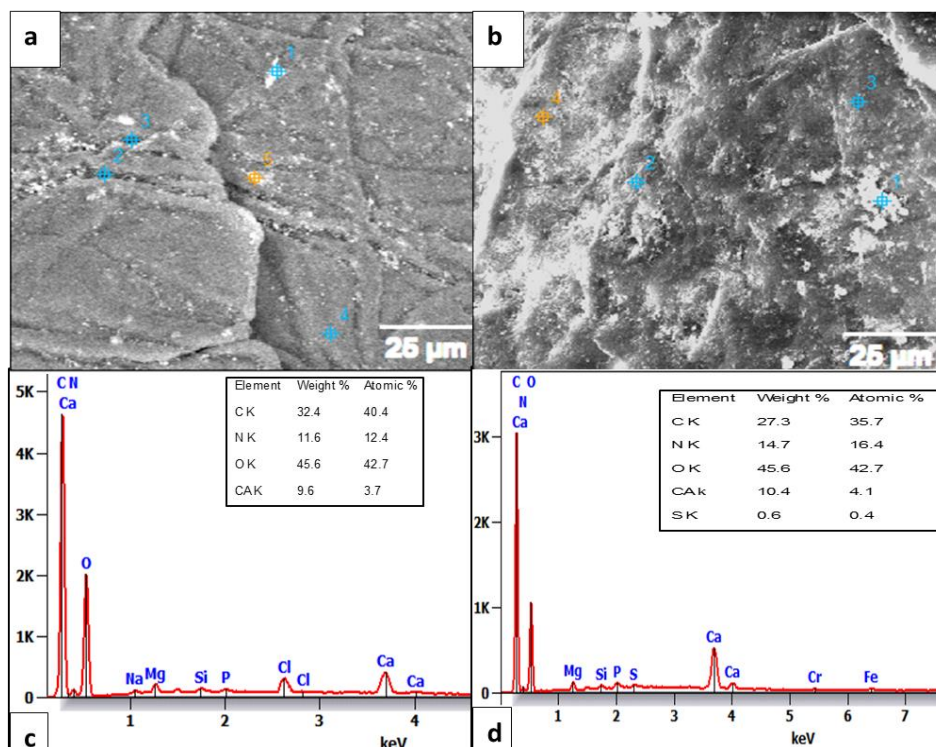 a
1
3
2
5
4
25 µm
b
4
3
2
1
25 µm
C N
Ca
O
Na
Mg
Si
P
Cl
Cl
Ca
Ca
5K
4K
3K
2K
1K
0
1
2
3
4
keV
Element Weight % Atomic %
C K 32.4 40.4
N K 11.6 12.4
O K 45.6 42.7
CA K 9.6 3.7
c
C O
N
Ca
Mg
Si
P
S
Ca
Ca
Cr
Fe
3K
2K
1K
0
1
2
3
4
5
6
7
keV
Element Weight % Atomic %
C K 27.3 35.7
N K 14.7 16.4
O K 45.6 42.7
CAk 10.4 4.1
S K 0.6 0.4
d